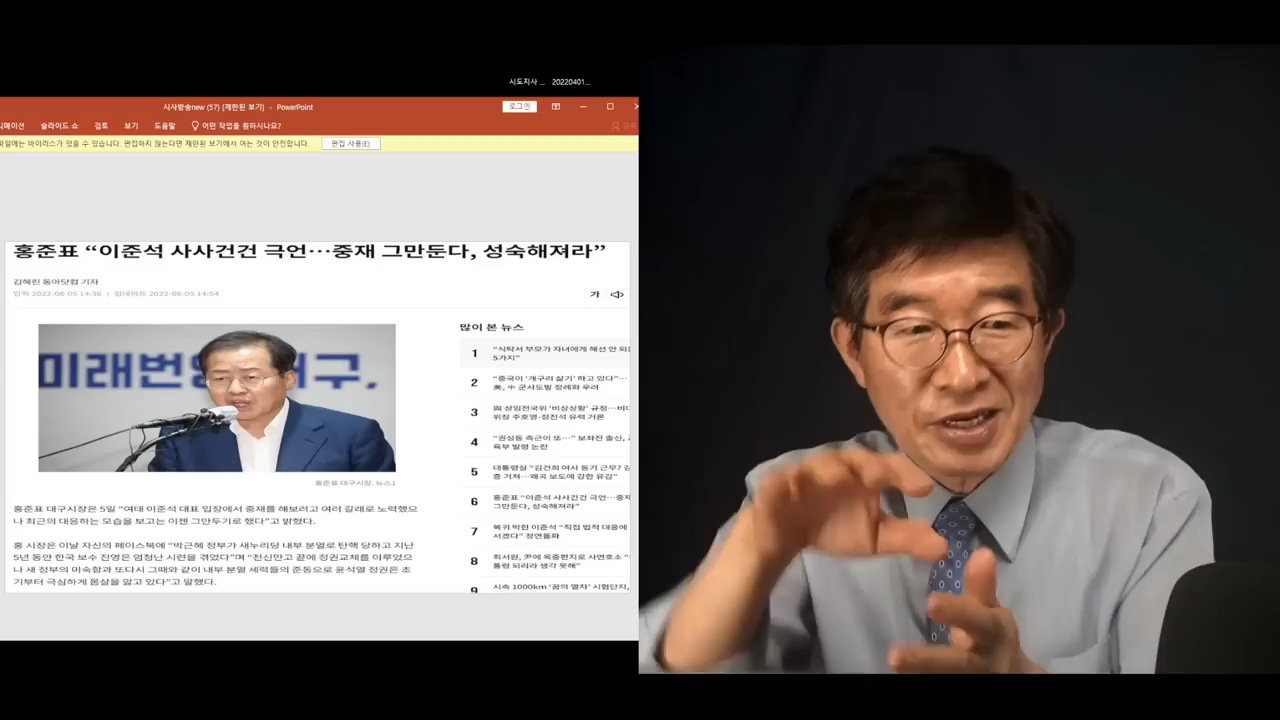 시도지사 ... 20220401...
시사방송new (57) [제한된 보기] - PowerPoint
로그인
니메이션 슬라이드 쇼 검토 보기 도움말 어떤 작업을 원하시나요?
파일에는 바이러스가 있을 수 있습니다. 편집하지 않는다면 제한된 보기에서 여는 것이 안전합니다. 편집 사용(E)
홍준표 “이준석 사사건건 극언…중재 그만둔다, 성숙해져라”
김혜린 동아닷컴 기자
입력 2022-08-05 14:36 | 업데이트 2022-08-05 14:54
가
미래번영 대구,
홍준표 대구시장. 뉴스1
홍준표 대구시장은 5일 “여태 이준석 대표 입장에서 중재를 해보려고 여러 갈래로 노력했으
나 최근의 대응하는 모습을 보고는 이젠 그만두기로 했다”고 밝혔다.
홍 시장은 이날 자신의 페이스북에 “박근혜 정부가 새누리당 내부 분열로 탄핵 당하고 지난
5년 동안 한국 보수 진영은 엄청난 시련을 겪었다”며 “천신만고 끝에 정권교체를 이루었으
나 새 정부의 미숙함과 또다시 그때와 같이 내부 분열 세력들의 준동으로 윤석열 정권은 초
기부터 극심하게 몸살을 앓고 있다”고 말했다.
많이 본 뉴스
1 “식탁서 부모가 자녀에게 해선 안 되는
5가지”
2 “중국이 ‘개구리 삶기’ 하고 있다”…
美, 中 군사도발 정례화 우려
3 與 상임전국위 ‘비상상황’ 규정…비대
위원장 주호영-정진석 유력 거론
4 “권성동 측근이 또…” 보좌진 출신,
육부 발령 논란
5 대통령실 “김건희 여사 동기 근무?
증 거쳐…왜곡 보도에 강한 유감”
6 홍준표 “이준석 사사건건 극언…중재
그만둔다, 성숙해져라”
7 복귀 막힌 이준석 “직접 법적 대응에
서겠다” 정면돌파
8 최서원, 尹에 옥중편지로 사면호소 “
통령 되리라 생각 못해”
9 시속 1000km ‘꿈의 열차’ 시험단지,